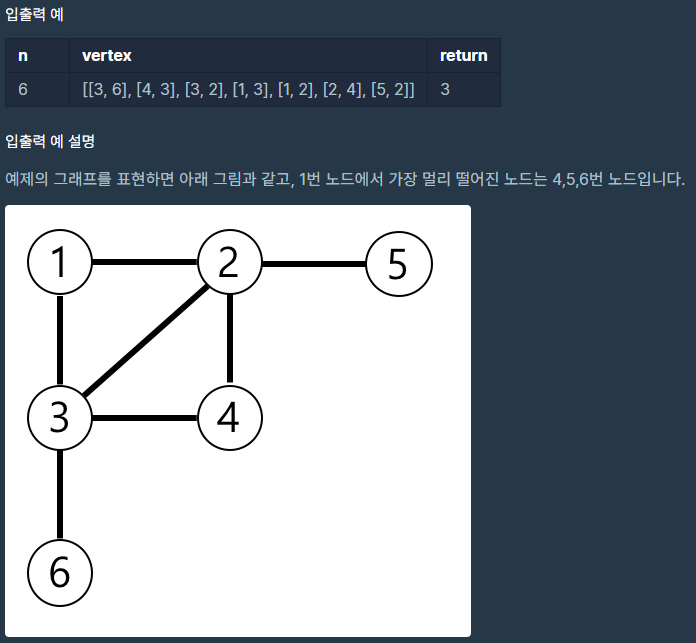 입출력 예
n vertex return
6 [[3, 6], [4, 3], [3, 2], [1, 3], [1, 2], [2, 4], [5, 2]] 3
입출력 예 설명
예제의 그래프를 표현하면 아래 그림과 같고, 1번 노드에서 가장 멀리 떨어진 노드는 4,5,6번 노드입니다.
1 2 5
3 4
6